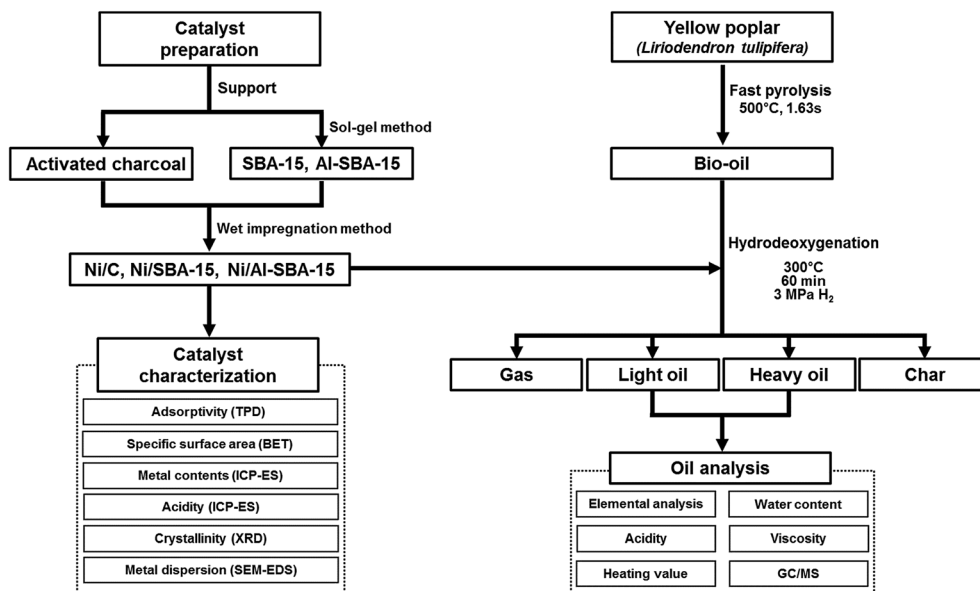 Catalyst
preparation
Support
Sol-gel method
Activated charcoal
SBA-15, Al-SBA-15
Wet impregnation method
Ni/C, Ni/SBA-15, Ni/Al-SBA-15
Catalyst
characterization
Adsorptivity (TPD)
Specific surface area (BET)
Metal contents (ICP-ES)
Acidity (ICP-ES)
Crystallinity (XRD)
Metal dispersion (SEM-EDS)
Yellow poplar
(Liriodendron tulipifera)
Fast pyrolysis
500°C, 1.63s
Bio-oil
Hydrodeoxygenation
300°C
60 min
3 MPa H₂
Gas
Light oil
Heavy oil
Char
Oil analysis
Elemental analysis
Water content
Acidity
Viscosity
Heating value
GC/MS